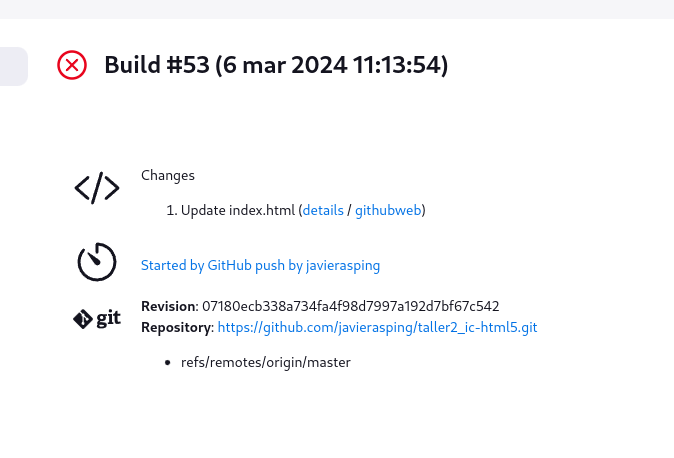 Build #53 (6 mar 2024 11:13:54)
Changes
1. Update index.html (details / githubweb)
Started by GitHub push by javierasping
git
Revision: 07180ecb338a734fa4f98d7997a192d7bf67c542
Repository: https://github.com/javierasping/taller2_ic-html5.git
• refs/remotes/origin/master